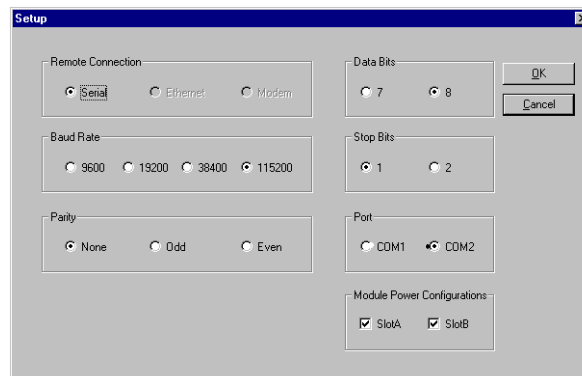 Setup
Remote Connection
Serial Ethernet Modem
Baud Rate
9600 19200 38400 115200
Parity
None Odd Even
Data Bits
7 8
Stop Bits
1 2
Port
COM1 COM2
Module Power Configurations
SlotA SlotB
OK
Cancel